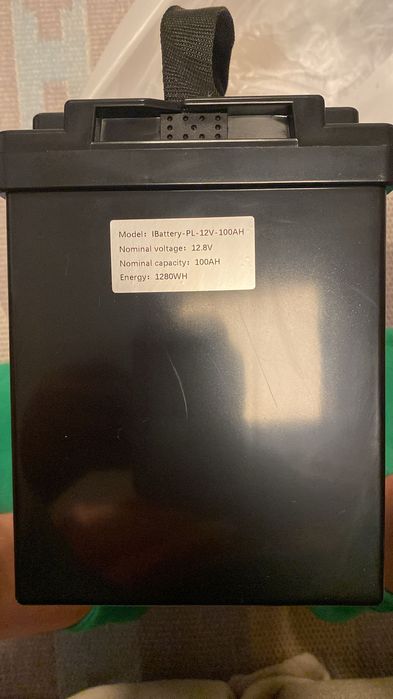 Model: IBattery-PL-12V-100AH
Nominal voltage: 12.8V
Nominal capacity: 100AH
Energy: 1280WH